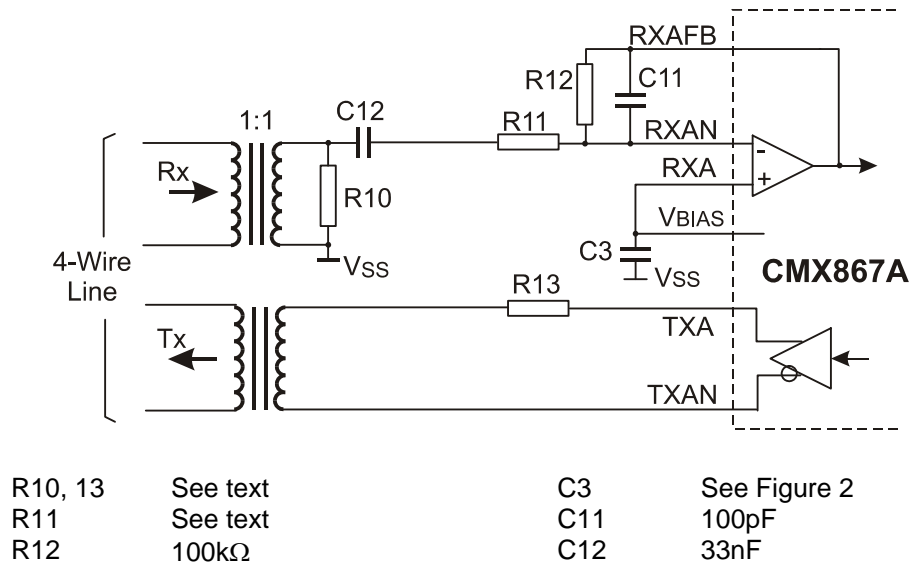 RXAFB
R12
C11
1:1
C12
R11
RXAN
-
Rx
R10
RXA
+
VBIAS
4-Wire
Line
VSS
C3
VSS
CMX867A
R13
Tx
TXA
TXAN
R10, 13 See text C3 See Figure 2
R11 See text C11 100pF
R12 100kΩ C12 33nF